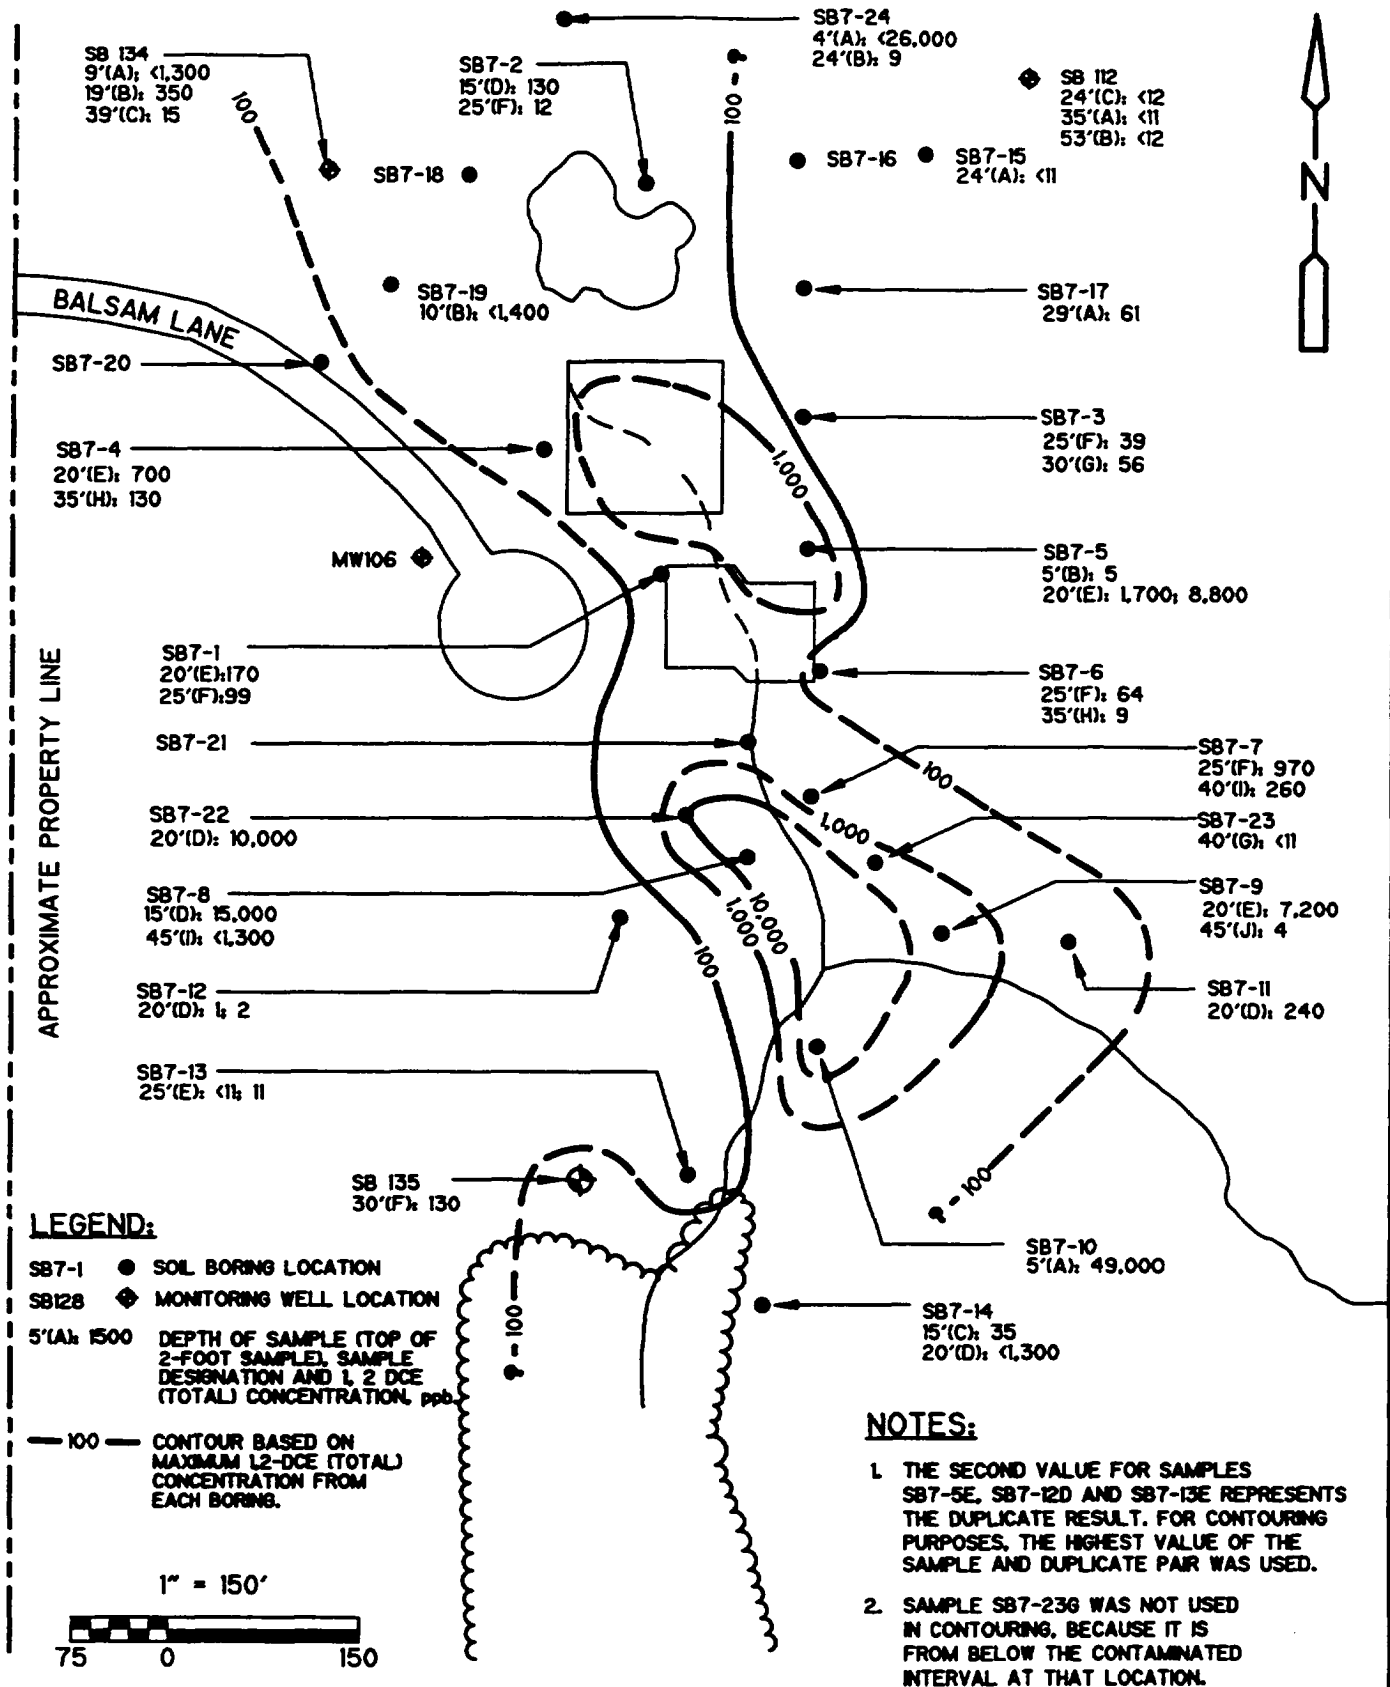 SB7-24
4'(A): <26,000
24'(B): 9
SB 134
9'(A): <1,300
19'(B): 350
39'(C): 15
SB7-2
15'(D): 130
25'(F): 12
SB 112
24'(C): <12
35'(A): <11
53'(B): <12
100
100
SB7-18
SB7-16
SB7-15
24'(A): <11
N
SB7-19
10'(B): <1,400
SB7-17
29'(A): 61
BALSAM LANE
SB7-20
SB7-4
20'(E): 700
35'(H): 130
SB7-3
25'(F): 39
30'(G): 56
1,000
MW106
SB7-5
5'(B): 5
20'(E): 1,700; 8,800
SB7-1
20'(E):170
25'(F):99
SB7-6
25'(F): 64
35'(H): 9
APPROXIMATE PROPERTY LINE
SB7-21
SB7-7
25'(F): 970
40'(I): 260
100
SB7-22
20'(D): 10,000
1,000
SB7-23
40'(G): <11
SB7-8
15'(D): 15,000
45'(I): <1,300
10,000
1,000
SB7-9
20'(E): 7,200
45'(J): 4
100
SB7-12
20'(D): 1; 2
SB7-11
20'(D): 240
SB7-13
25'(E): <11; 11
SB 135
30'(F): 130
100
SB7-10
5'(A): 49,000
SB7-14
15'(C): 35
20'(D): <1,300
100
LEGEND:
SB7-1 SOIL BORING LOCATION
SB128 MONITORING WELL LOCATION
5'(A): 1500 DEPTH OF SAMPLE (TOP OF
2-FOOT SAMPLE), SAMPLE
DESIGNATION AND 1, 2 DCE
(TOTAL) CONCENTRATION, ppb.
100 CONTOUR BASED ON
MAXIMUM 1,2-DCE (TOTAL)
CONCENTRATION FROM
EACH BORING.
1" = 150'
75 0 150
NOTES:
1. THE SECOND VALUE FOR SAMPLES
SB7-5E, SB7-12D AND SB7-13E REPRESENTS
THE DUPLICATE RESULT. FOR CONTOURING
PURPOSES, THE HIGHEST VALUE OF THE
SAMPLE AND DUPLICATE PAIR WAS USED.
2. SAMPLE SB7-23G WAS NOT USED
IN CONTOURING, BECAUSE IT IS
FROM BELOW THE CONTAMINATED
INTERVAL AT THAT LOCATION.